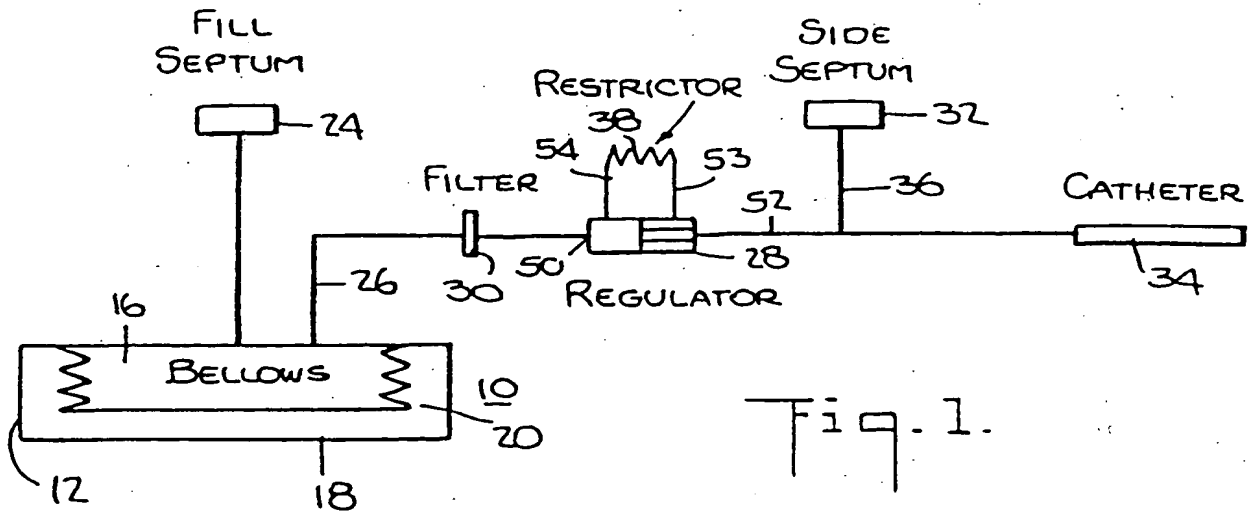 FILL
SEPTUM
24
SIDE
SEPTUM
32
RESTRICTOR
38
54
53
FILTER
36
CATHETER
52
50
28
30
REGULATOR
34
26
16
BELLOWS
10
20
12
18
Fig. 1.